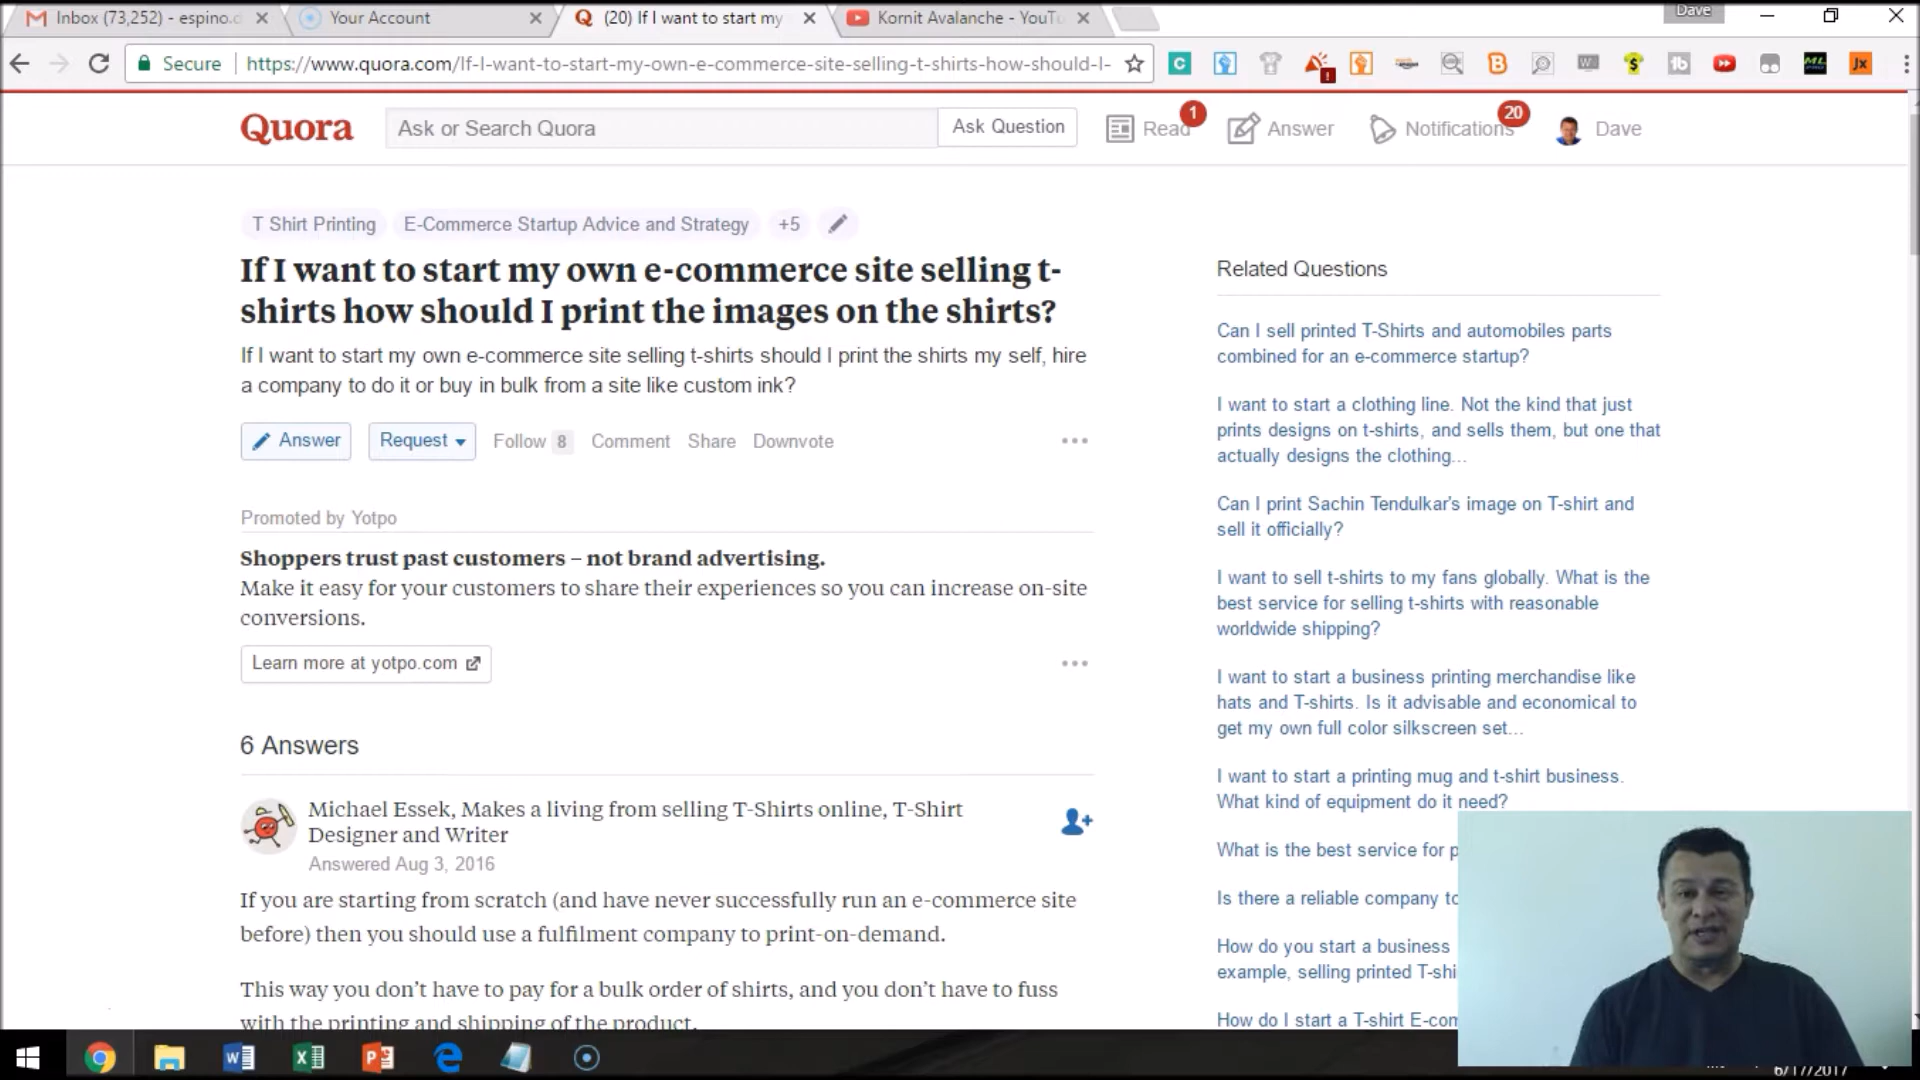 Inbox (73,252) - espino.d
Your Account
(20) If I want to start my
Kornit Avalanche - YouTu
Dave
Secure
https://www.quora.com/If-I-want-to-start-my-own-e-commerce-site-selling-t-shirts-how-should-I-
Quora
Ask or Search Quora
Ask Question
Read
1
Answer
Notifications
20
Dave
T Shirt Printing
E-Commerce Startup Advice and Strategy
+5
If I want to start my own e-commerce site selling t-
shirts how should I print the images on the shirts?
If I want to start my own e-commerce site selling t-shirts should I print the shirts my self, hire
a company to do it or buy in bulk from a site like custom ink?
Answer
Request
Follow 8
Comment
Share
Downvote
Promoted by Yotpo
Shoppers trust past customers – not brand advertising.
Make it easy for your customers to share their experiences so you can increase on-site
conversions.
Learn more at yotpo.com
6 Answers
Michael Essek, Makes a living from selling T-Shirts online, T-Shirt
Designer and Writer
Answered Aug 3, 2016
If you are starting from scratch (and have never successfully run an e-commerce site
before) then you should use a fulfilment company to print-on-demand.
This way you don't have to pay for a bulk order of shirts, and you don't have to fuss
with the printing and shipping of the product.
Related Questions
Can I sell printed T-Shirts and automobiles parts
combined for an e-commerce startup?
I want to start a clothing line. Not the kind that just
prints designs on t-shirts, and sells them, but one that
actually designs the clothing...
Can I print Sachin Tendulkar's image on T-shirt and
sell it officially?
I want to sell t-shirts to my fans globally. What is the
best service for selling t-shirts with reasonable
worldwide shipping?
I want to start a business printing merchandise like
hats and T-shirts. Is it advisable and economical to
get my own full color silkscreen set...
I want to start a printing mug and t-shirt business.
What kind of equipment do it need?
What is the best service for p
Is there a reliable company to
How do you start a business
example, selling printed T-shi
How do I start a T-shirt E-com
6/17/2017